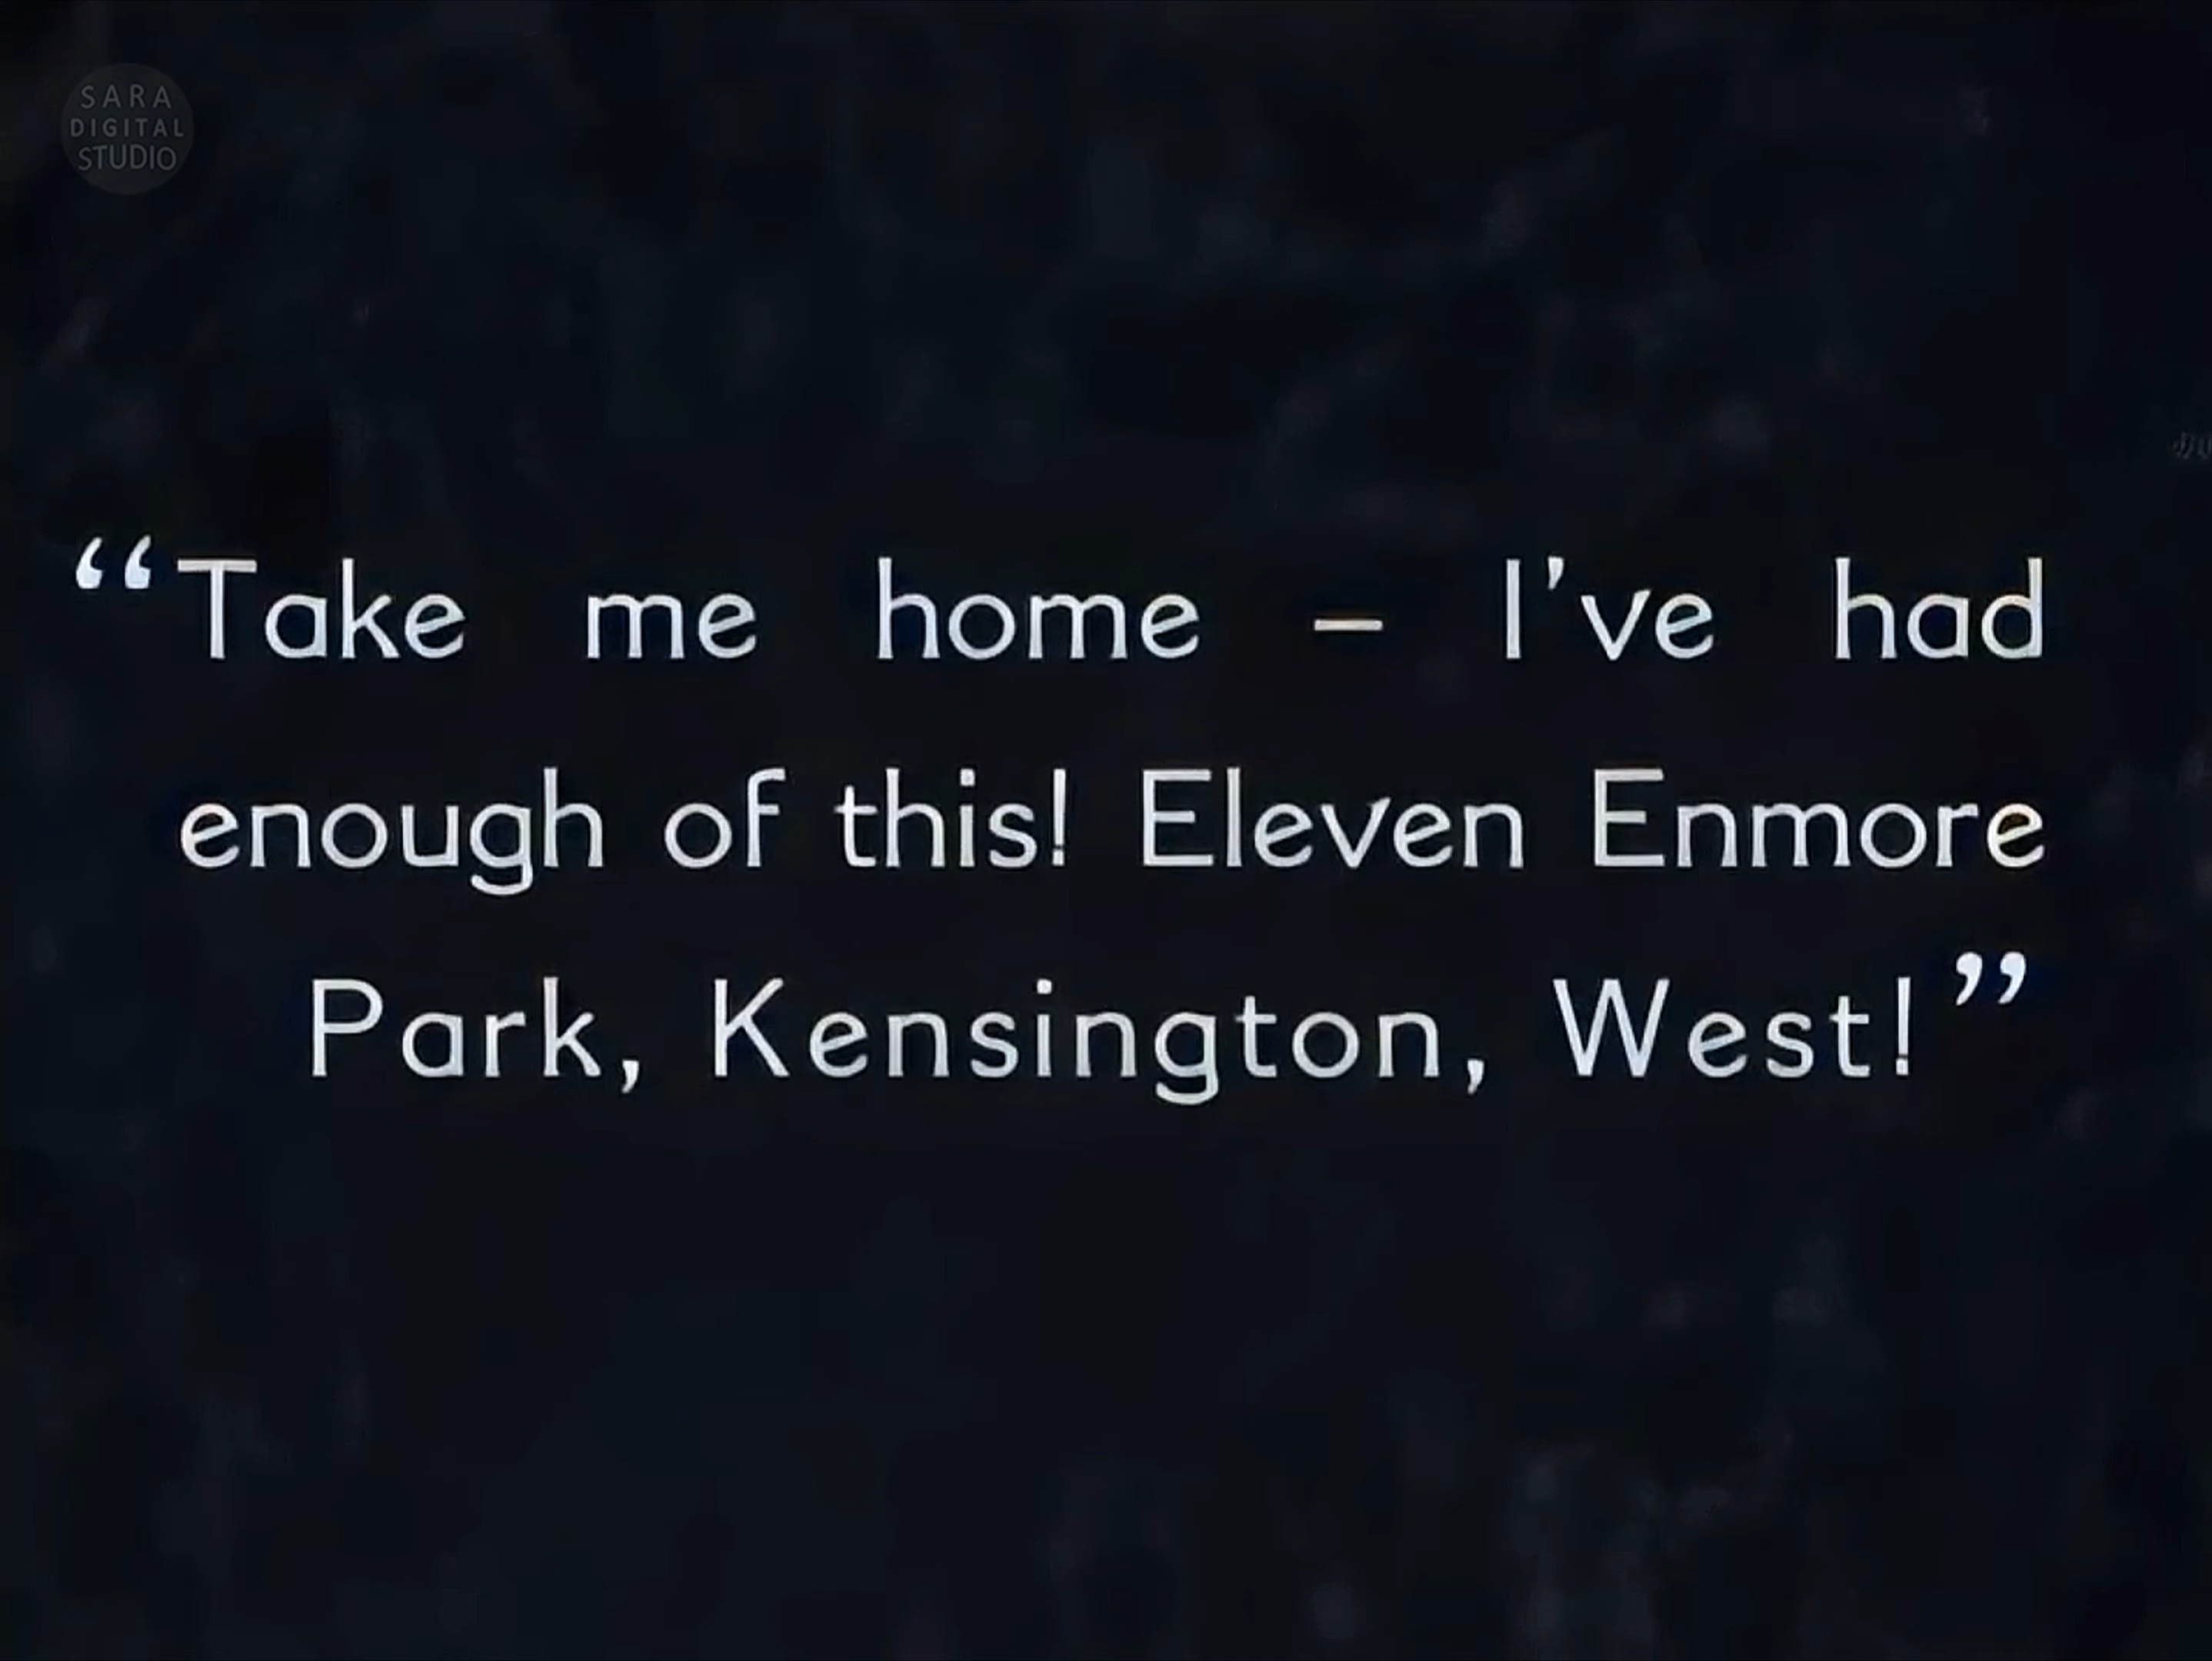 SARA
DIGITAL
STUDIO
“Take me home – I’ve had
enough of this! Eleven Enmore
Park, Kensington, West!”